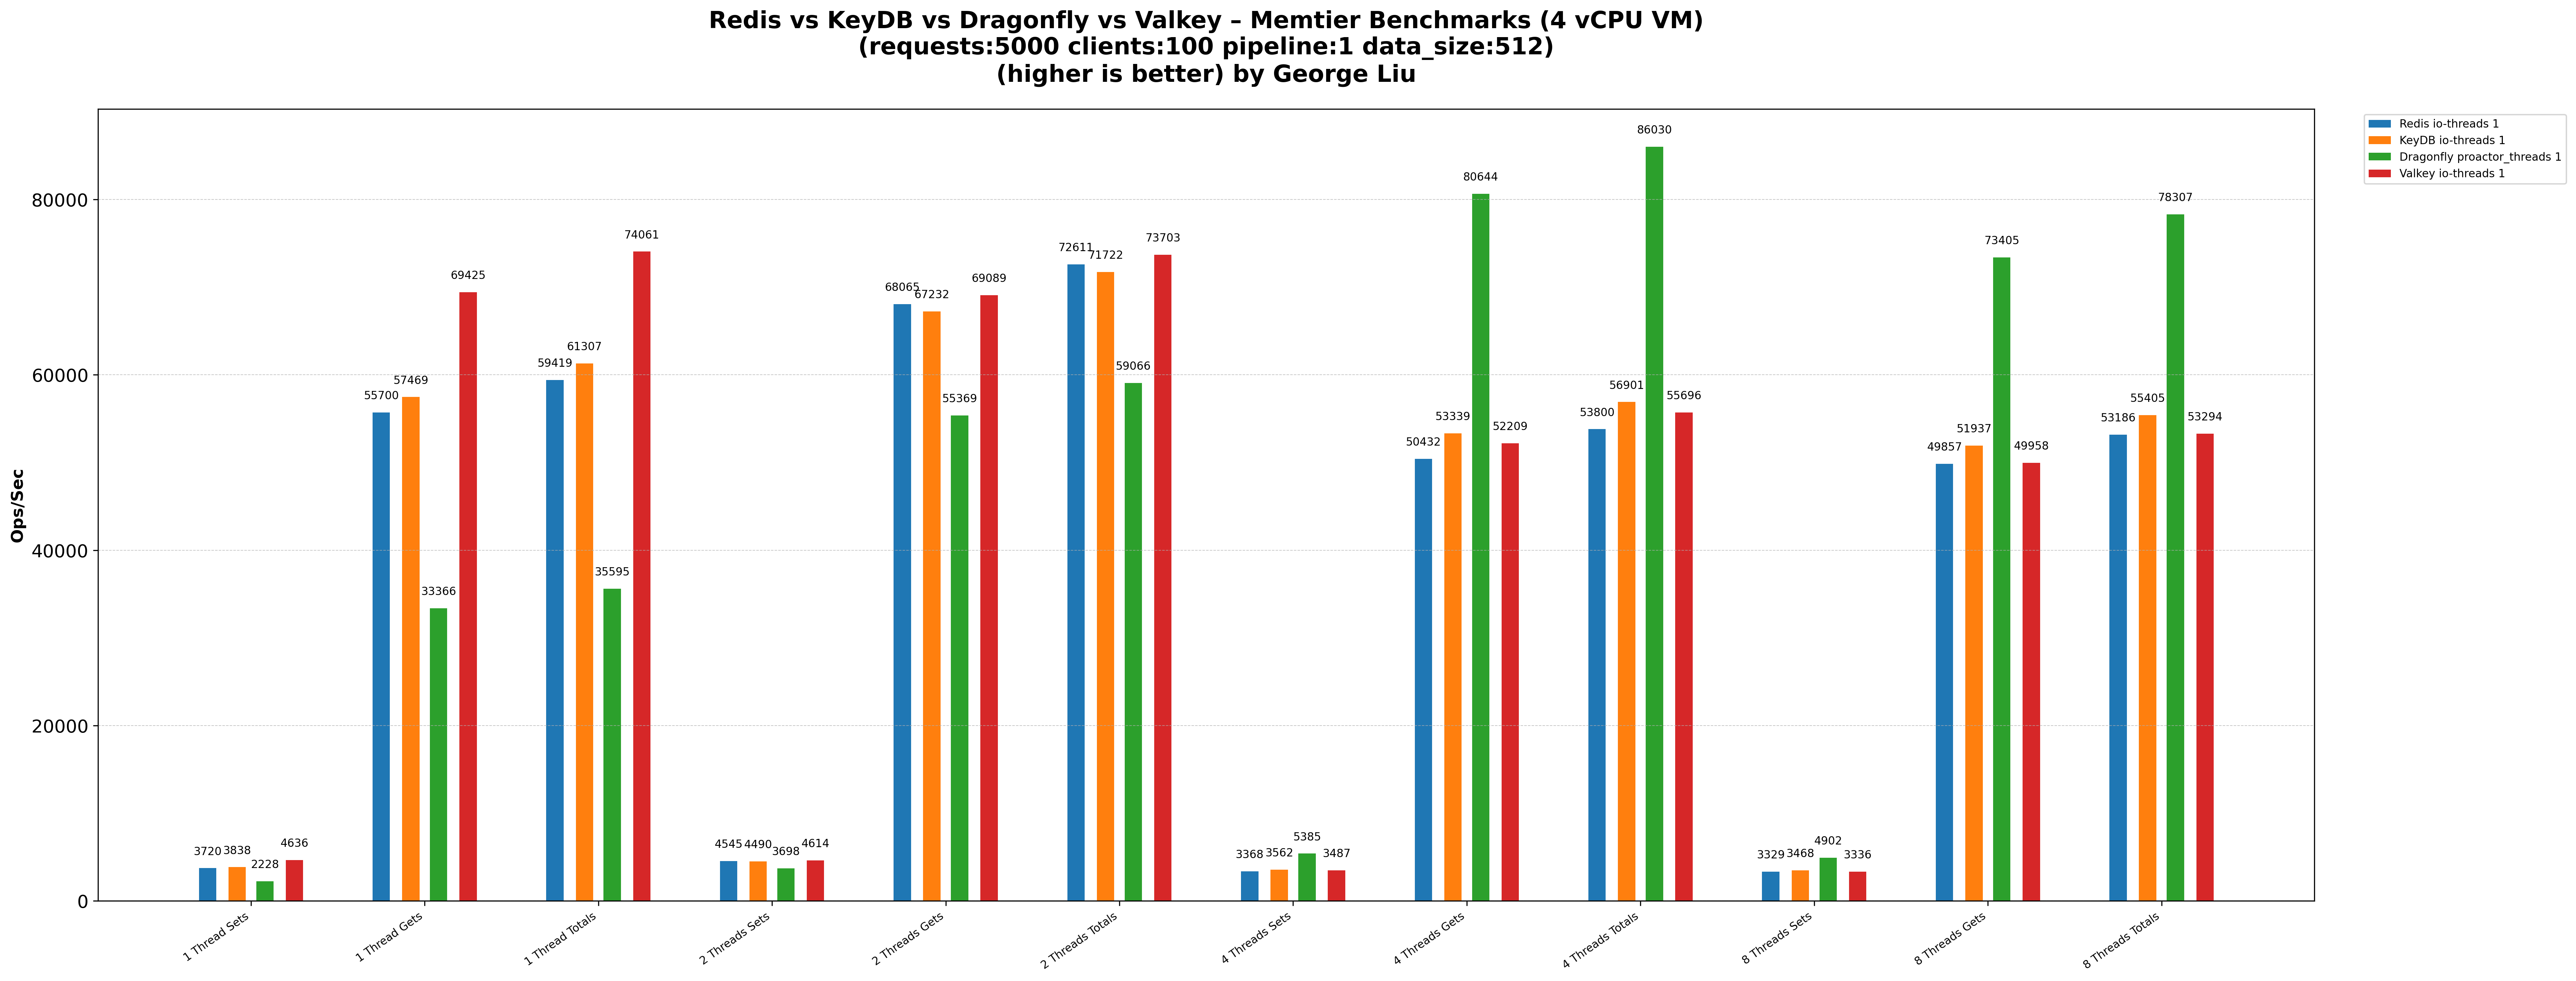 Redis vs KeyDB vs Dragonfly vs Valkey – Memtier Benchmarks (4 vCPU VM)
(requests:5000 clients:100 pipeline:1 data_size:512)
(higher is better) by George Liu
Redis io-threads 1
KeyDB io-threads 1
Dragonfly proactor_threads 1
Valkey io-threads 1
Ops/Sec
80000
60000
40000
20000
0
3720 3838 2228 4636
55700 57469 33366 69425
59419 61307 35595 74061
4545 4490 3698 4614
68065 67232 55369 69089
72611 71722 59066 73703
3368 3562 5385 3487
50432 53339 80644 52209
53800 56901 86030 55696
3329 3468 4902 3336
49857 51937 73405 49958
53186 55405 78307 53294
1 Thread Sets
1 Thread Gets
1 Thread Totals
2 Threads Sets
2 Threads Gets
2 Threads Totals
4 Threads Sets
4 Threads Gets
4 Threads Totals
8 Threads Sets
8 Threads Gets
8 Threads Totals